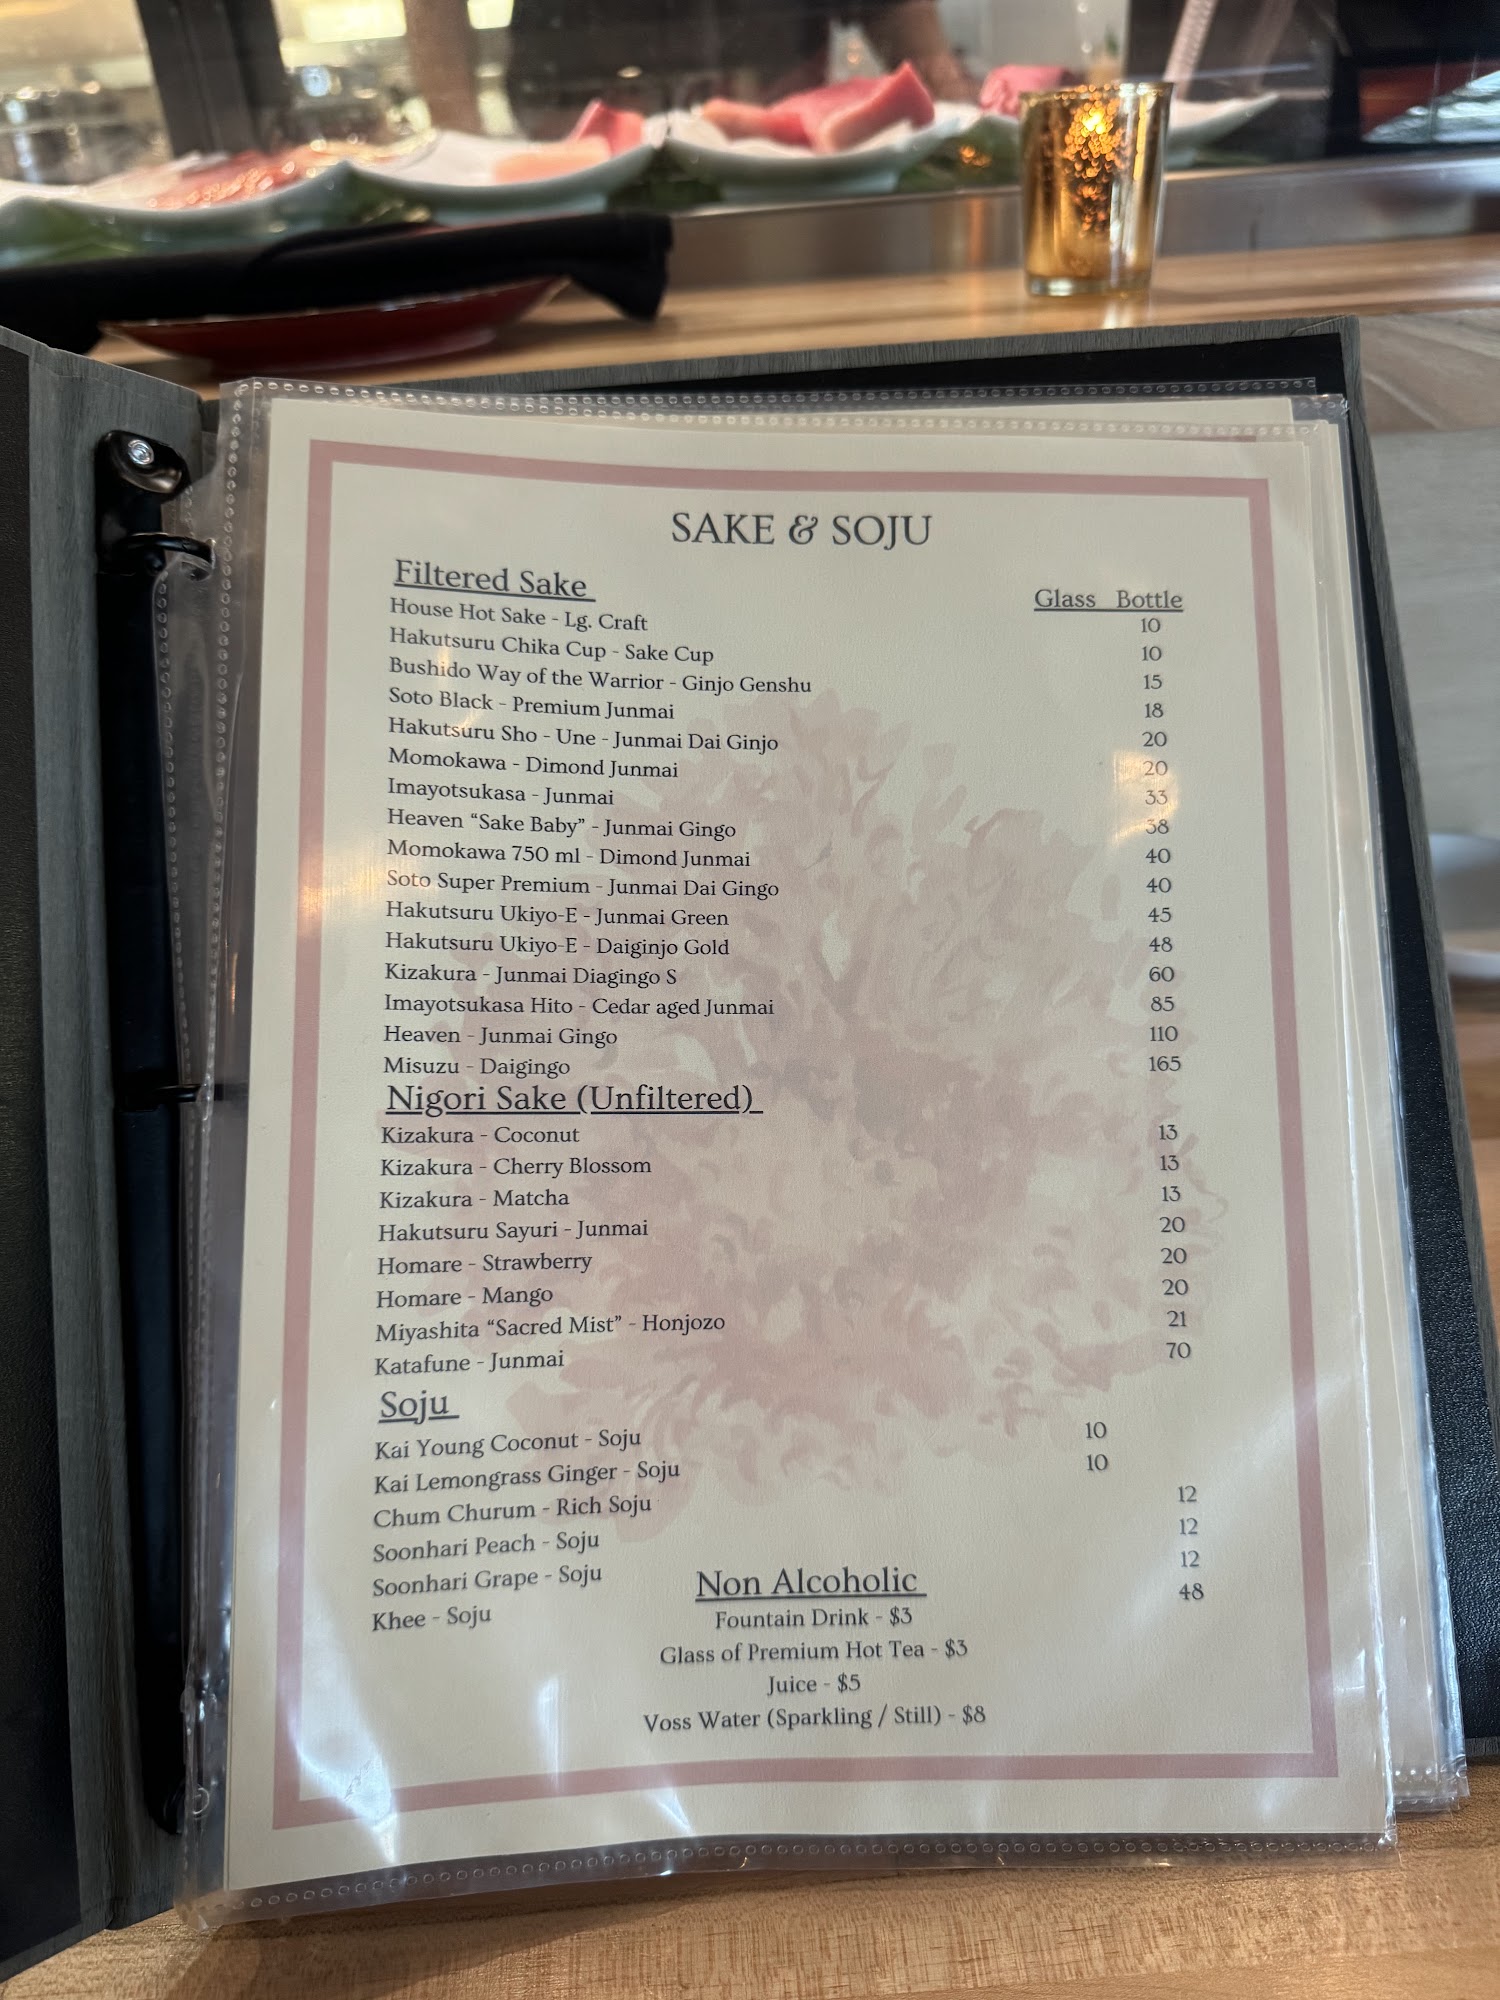 SAKE & SOJU
Filtered Sake
Glass Bottle
House Hot Sake - Lg. Craft 10
Hakutsuru Chika Cup - Sake Cup 10
Bushido Way of the Warrior - Ginjo Genshu 15
Soto Black - Premium Junmai 18
Hakutsuru Sho - Une - Junmai Dai Ginjo 20
Momokawa - Dimond Junmai 20
Imayotsukasa - Junmai 33
Heaven “Sake Baby” - Junmai Gingo 38
Momokawa 750 ml - Dimond Junmai 40
Soto Super Premium - Junmai Dai Gingo 40
Hakutsuru Ukiyo-E - Junmai Green 45
Hakutsuru Ukiyo-E - Daiginjo Gold 48
Kizakura - Junmai Diagingo S 60
Imayotsukasa Hito - Cedar aged Junmai 85
Heaven - Junmai Gingo 110
Misuzu - Daigingo 165
Nigori Sake (Unfiltered)
Kizakura - Coconut 13
Kizakura - Cherry Blossom 13
Kizakura - Matcha 13
Hakutsuru Sayuri - Junmai 20
Homare - Strawberry 20
Homare - Mango 20
Miyashita “Sacred Mist” - Honjozo 21
Katafune - Junmai 70
Soju
Kai Young Coconut - Soju 10
Kai Lemongrass Ginger - Soju 10
Chum Churum - Rich Soju 12
Soonhari Peach - Soju 12
Soonhari Grape - Soju 12
Khee - Soju 48
Non Alcoholic
Fountain Drink - $3
Glass of Premium Hot Tea - $3
Juice - $5
Voss Water (Sparkling / Still) - $8